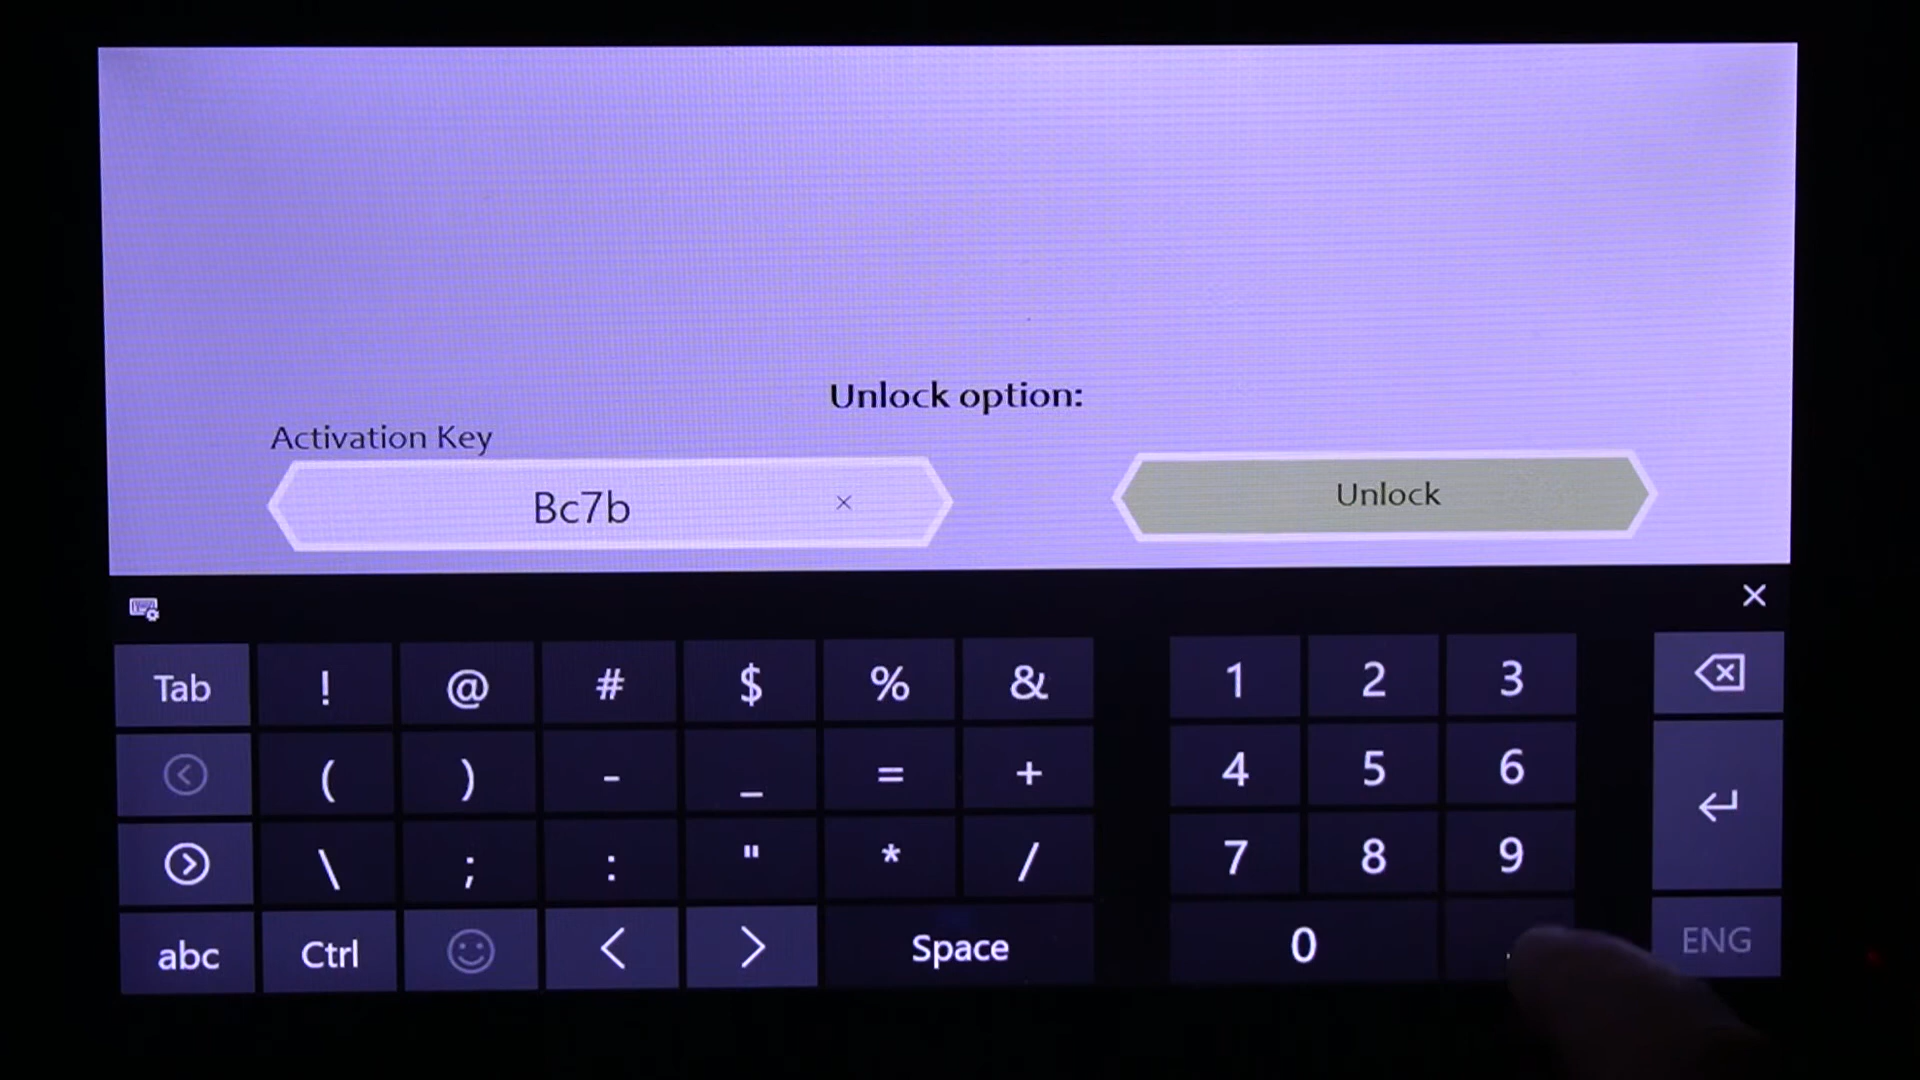 Unlock option:
Activation Key
Bc7b ×
Unlock
Tab ! @ # $ % & 1 2 3
( ) - _ = + 4 5 6
\ ; : " * / 7 8 9
abc Ctrl < > Space 0 . ENG